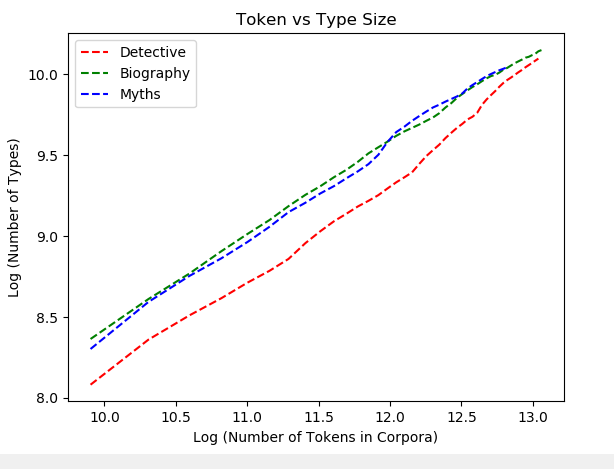 Token vs Type Size
Detective
Biography
Myths
Log (Number of Types)
10.0
9.5
9.0
8.5
8.0
10.0 10.5 11.0 11.5 12.0 12.5 13.0
Log (Number of Tokens in Corpora)